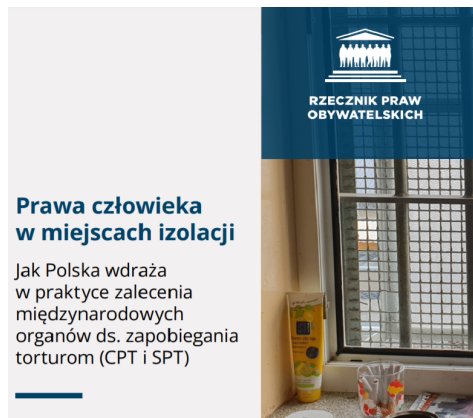 RZECZNIK PRAW
OBYWATELSKICH
Prawa człowieka
w miejscach izolacji
Jak Polska wdraża
w praktyce zalecenia
międzynarodowych
organów ds. zapobiegania
torturom (CPT i SPT)